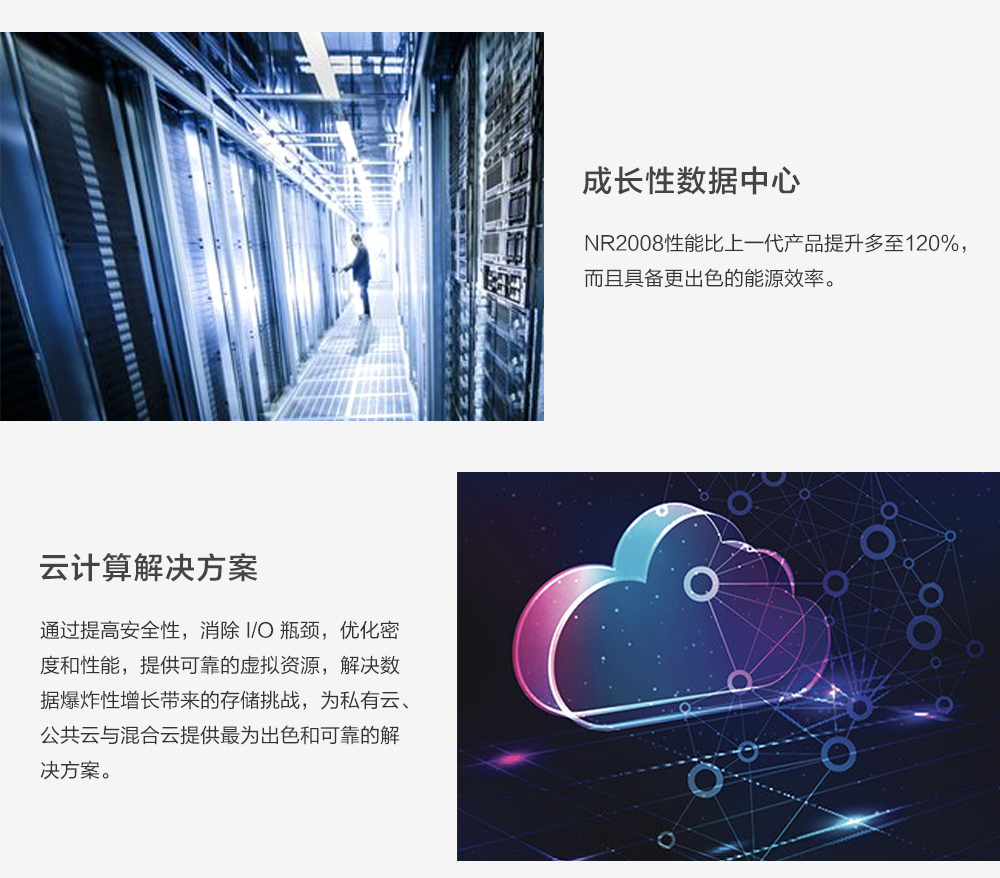 成长性数据中心
NR2008性能比上一代产品提升多至120%，
而且具备更出色的能源效率。
云计算解决方案
通过提高安全性，消除 I/O 瓶颈，优化密
度和性能，提供可靠的虚拟资源，解决数
据爆炸性增长带来的存储挑战，为私有云、
公共云与混合云提供最为出色和可靠的解
决方案。